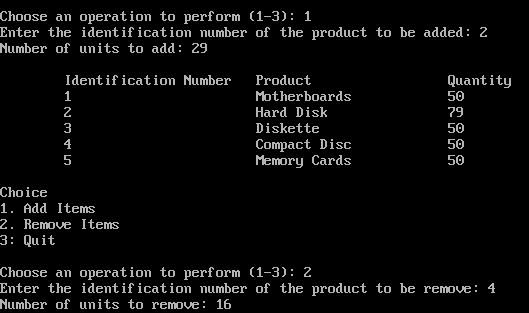 Choose an operation to perform (1-3): 1
Enter the identification number of the product to be added: 2
Number of units to add: 29
Identification Number Product Quantity
1 Motherboards 50
2 Hard Disk 79
3 Diskette 50
4 Compact Disc 50
5 Memory Cards 50
Choice
1. Add Items
2. Remove Items
3: Quit
Choose an operation to perform (1-3): 2
Enter the identification number of the product to be remove: 4
Number of units to remove: 16